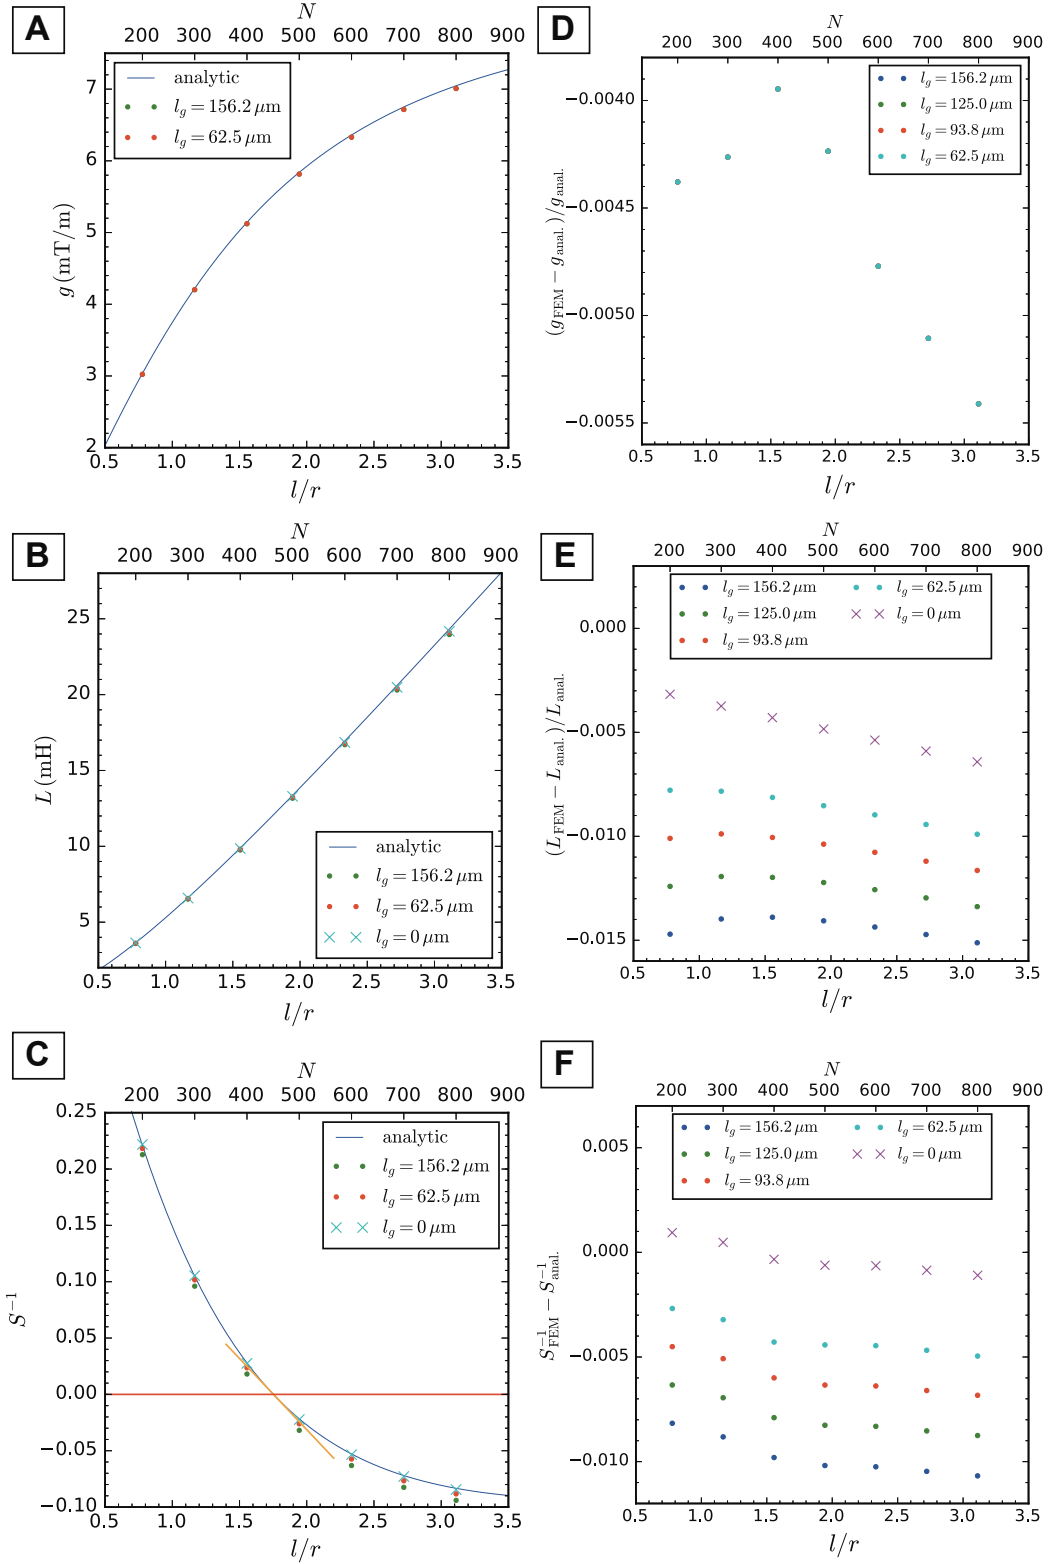 A
N
200 300 400 500 600 700 800 900
7
6
5
4
3
2
g (mT/m)
analytic
l_g = 156.2 μm
l_g = 62.5 μm
0.5 1.0 1.5 2.0 2.5 3.0 3.5
l/r
D
N
200 300 400 500 600 700 800 900
−0.0040
−0.0045
−0.0050
−0.0055
(g_FEM − g_anal.)/g_anal.
l_g = 156.2 μm
l_g = 125.0 μm
l_g = 93.8 μm
l_g = 62.5 μm
0.5 1.0 1.5 2.0 2.5 3.0 3.5
l/r
B
N
200 300 400 500 600 700 800 900
25
20
15
10
5
L (mH)
analytic
l_g = 156.2 μm
l_g = 62.5 μm
l_g = 0 μm
0.5 1.0 1.5 2.0 2.5 3.0 3.5
l/r
E
N
200 300 400 500 600 700 800 900
l_g = 156.2 μm l_g = 62.5 μm
l_g = 125.0 μm l_g = 0 μm
l_g = 93.8 μm
0.000
−0.005
−0.010
−0.015
(L_FEM − L_anal.)/L_anal.
0.5 1.0 1.5 2.0 2.5 3.0 3.5
l/r
C
N
200 300 400 500 600 700 800 900
0.25
0.20
0.15
0.10
0.05
0.00
−0.05
−0.10
S^−1
analytic
l_g = 156.2 μm
l_g = 62.5 μm
l_g = 0 μm
0.5 1.0 1.5 2.0 2.5 3.0 3.5
l/r
F
N
200 300 400 500 600 700 800 900
l_g = 156.2 μm l_g = 62.5 μm
l_g = 125.0 μm l_g = 0 μm
l_g = 93.8 μm
0.005
0.000
−0.005
−0.010
S^−1_FEM − S^−1_anal.
0.5 1.0 1.5 2.0 2.5 3.0 3.5
l/r